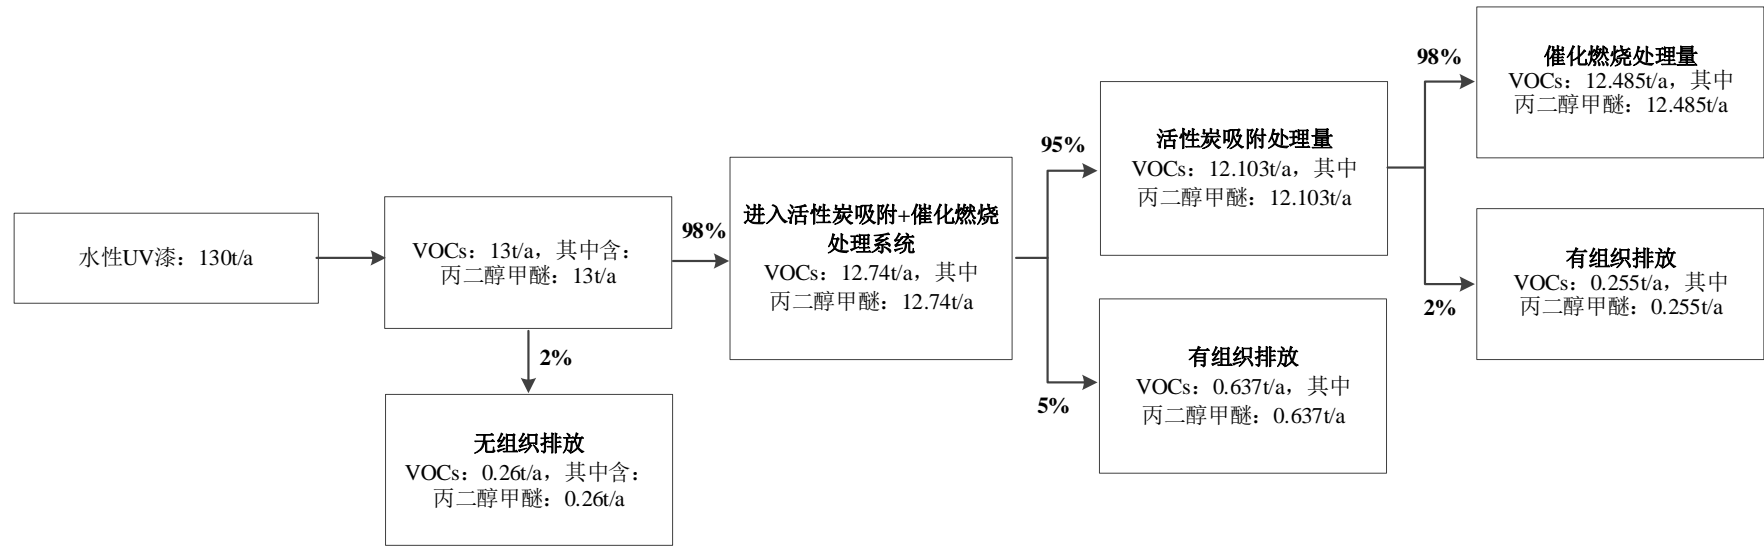 水性UV漆：130t/a
VOCs：13t/a，其中含：
丙二醇甲醚：13t/a
2%
无组织排放
VOCs：0.26t/a，其中含：
丙二醇甲醚：0.26t/a
98%
进入活性炭吸附+催化燃烧
处理系统
VOCs：12.74t/a，其中
丙二醇甲醚：12.74t/a
95%
活性炭吸附处理量
VOCs：12.103t/a，其中
丙二醇甲醚：12.103t/a
5%
有组织排放
VOCs：0.637t/a，其中
丙二醇甲醚：0.637t/a
98%
催化燃烧处理量
VOCs：12.485t/a，其中
丙二醇甲醚：12.485t/a
2%
有组织排放
VOCs：0.255t/a，其中
丙二醇甲醚：0.255t/a